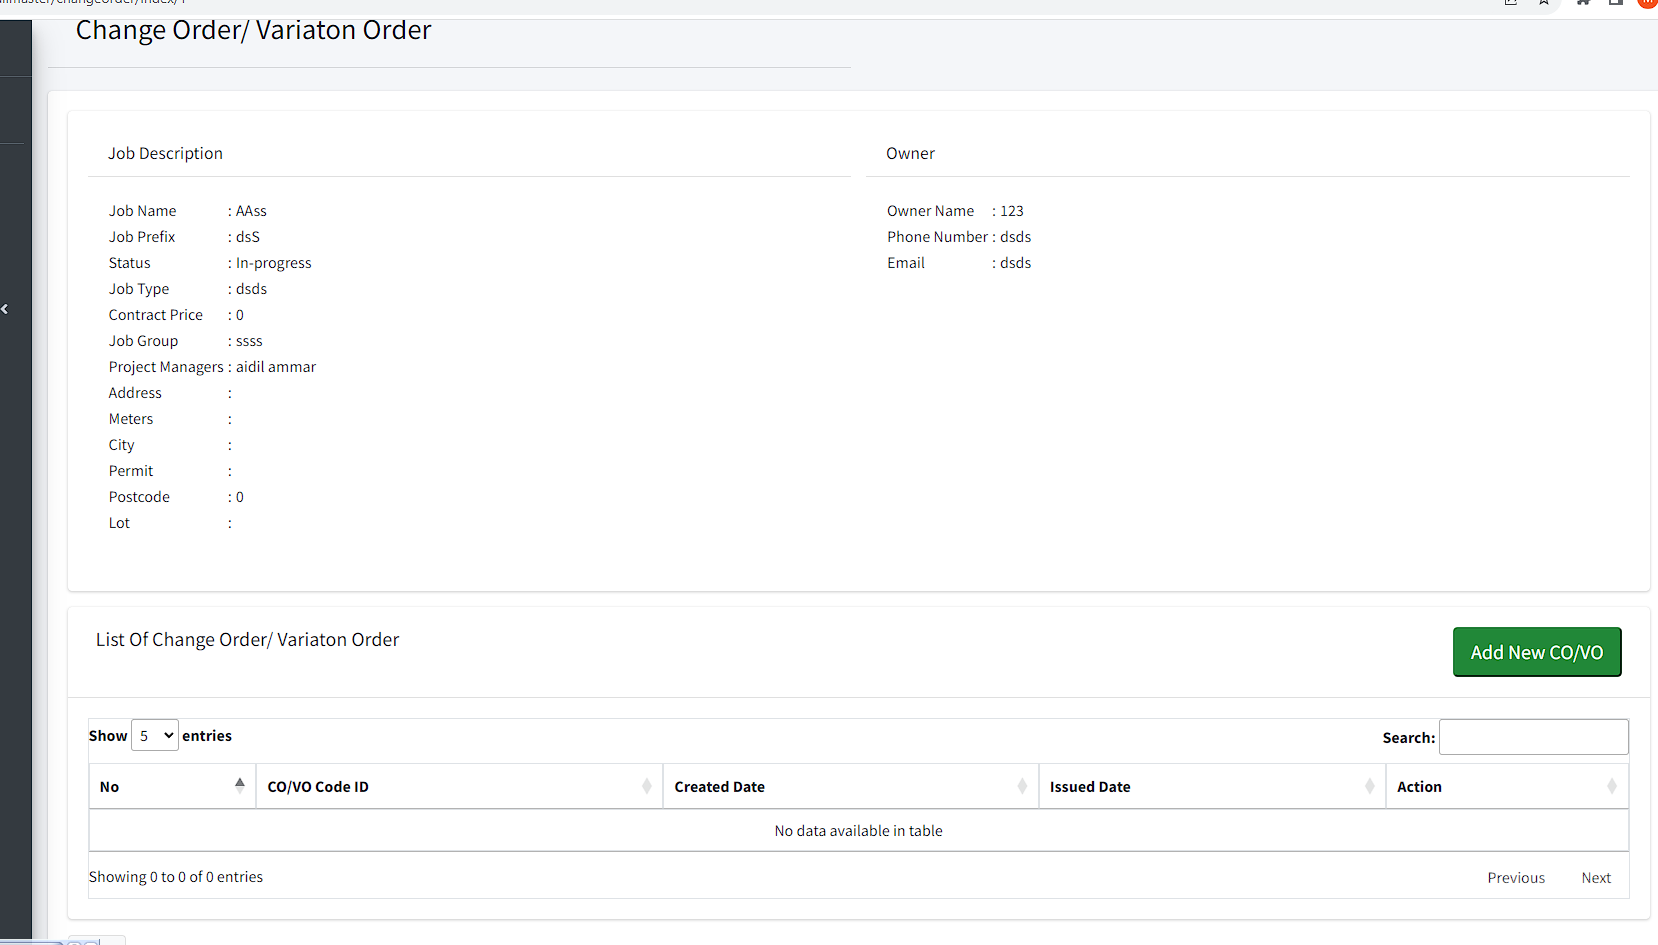 Change Order/ Variaton Order
Job Description
Job Name : AAss
Job Prefix : dsS
Status : In-progress
Job Type : dsds
Contract Price : 0
Job Group : ssss
Project Managers : aidil ammar
Address :
Meters :
City :
Permit :
Postcode : 0
Lot :
Owner
Owner Name : 123
Phone Number : dsds
Email : dsds
List Of Change Order/ Variaton Order
Add New CO/VO
Show 5 entries
Search:
No CO/VO Code ID Created Date Issued Date Action
No data available in table
Showing 0 to 0 of 0 entries
Previous Next